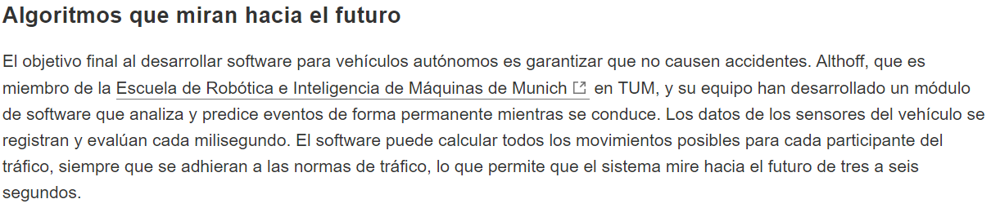 Algoritmos que miran hacia el futuro
El objetivo final al desarrollar software para vehículos autónomos es garantizar que no causen accidentes. Althoff, que es
miembro de la Escuela de Robótica e Inteligencia de Máquinas de Munich en TUM, y su equipo han desarrollado un módulo
de software que analiza y predice eventos de forma permanente mientras se conduce. Los datos de los sensores del vehículo se
registran y evalúan cada milisegundo. El software puede calcular todos los movimientos posibles para cada participante del
tráfico, siempre que se adhieran a las normas de tráfico, lo que permite que el sistema mire hacia el futuro de tres a seis
segundos.